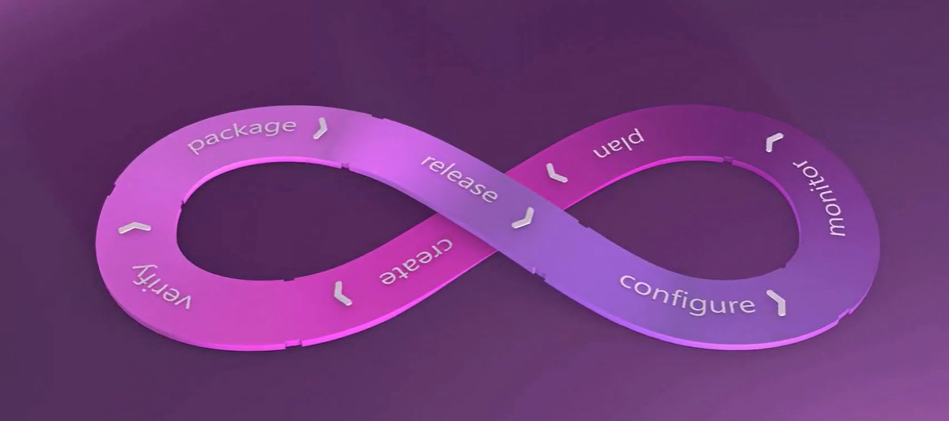 package
release
plan
monitor
configure
create
verify